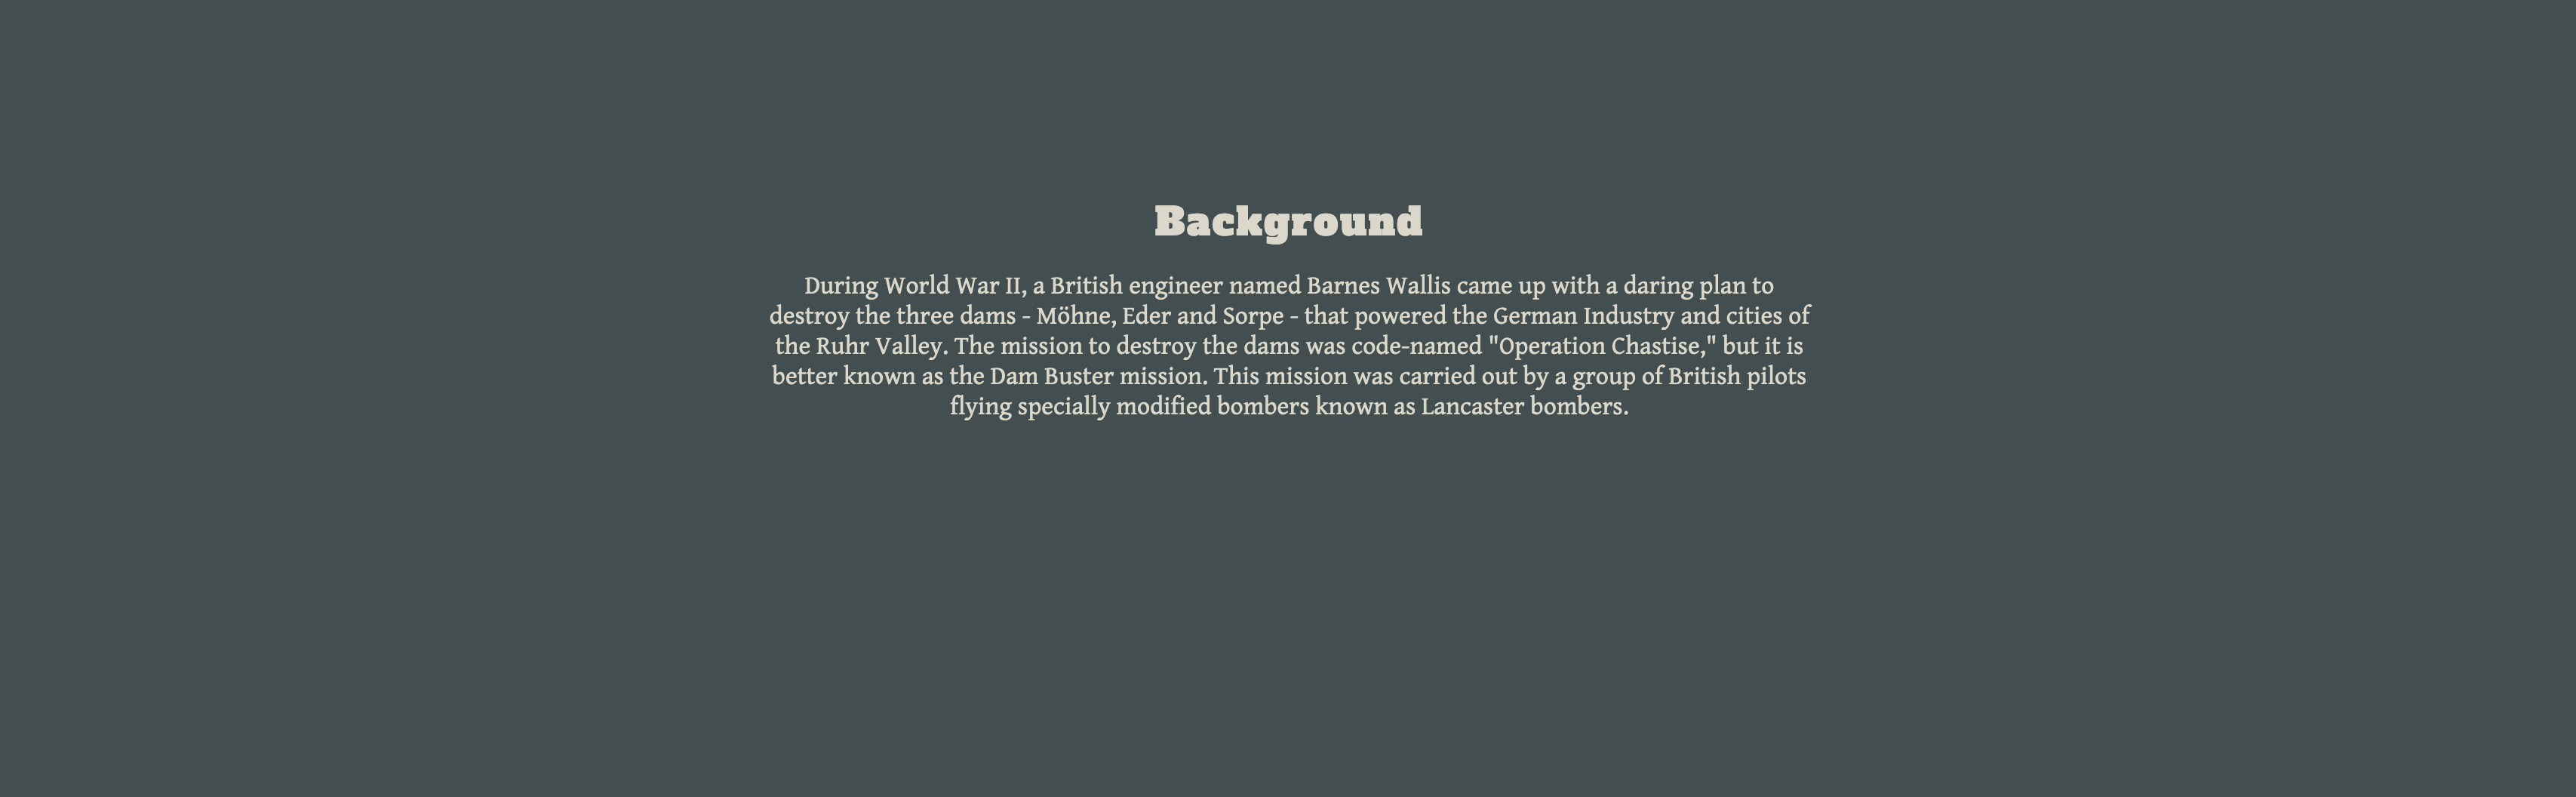 Background
During World War II, a British engineer named Barnes Wallis came up with a daring plan to
destroy the three dams - Möhne, Eder and Sorpe - that powered the German Industry and cities of
the Ruhr Valley. The mission to destroy the dams was code-named "Operation Chastise," but it is
better known as the Dam Buster mission. This mission was carried out by a group of British pilots
flying specially modified bombers known as Lancaster bombers.